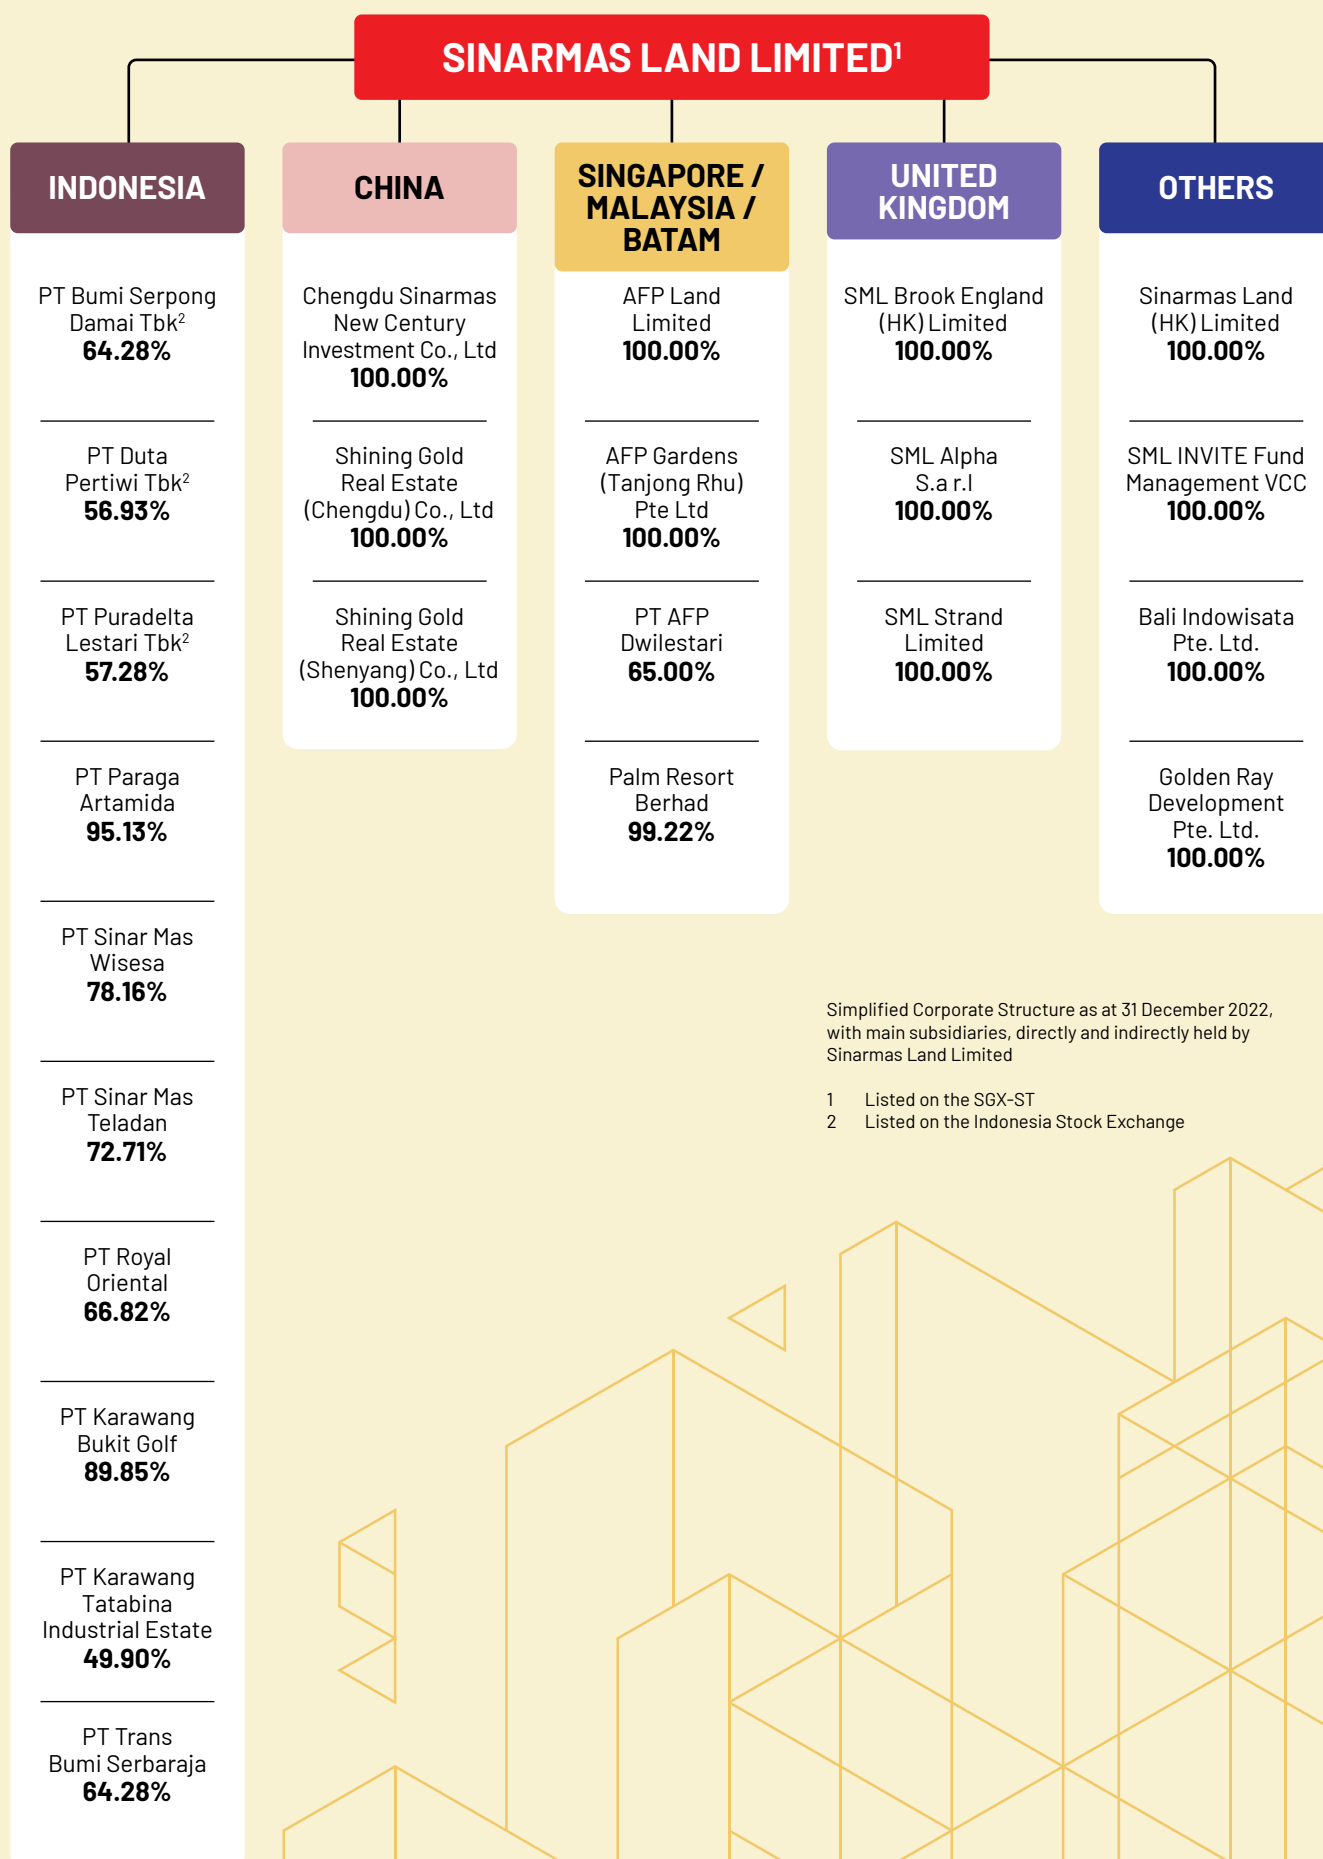 SINARMAS LAND LIMITED¹
INDONESIA
PT Bumi Serpong
Damai Tbk²
64.28%
PT Duta
Pertiwi Tbk²
56.93%
PT Puradelta
Lestari Tbk²
57.28%
PT Paraga
Artamida
95.13%
PT Sinar Mas
Wisesa
78.16%
PT Sinar Mas
Teladan
72.71%
PT Royal
Oriental
66.82%
PT Karawang
Bukit Golf
89.85%
PT Karawang
Tatabina
Industrial Estate
49.90%
PT Trans
Bumi Serbaraja
64.28%
CHINA
Chengdu Sinarmas
New Century
Investment Co., Ltd
100.00%
Shining Gold
Real Estate
(Chengdu) Co., Ltd
100.00%
Shining Gold
Real Estate
(Shenyang) Co., Ltd
100.00%
SINGAPORE /
MALAYSIA /
BATAM
AFP Land
Limited
100.00%
AFP Gardens
(Tanjong Rhu)
Pte Ltd
100.00%
PT AFP
Dwilestari
65.00%
Palm Resort
Berhad
99.22%
UNITED
KINGDOM
SML Brook England
(HK) Limited
100.00%
SML Alpha
S.a r.l
100.00%
SML Strand
Limited
100.00%
OTHERS
Sinarmas Land
(HK) Limited
100.00%
SML INVITE Fund
Management VCC
100.00%
Bali Indowisata
Pte. Ltd.
100.00%
Golden Ray
Development
Pte. Ltd.
100.00%
Simplified Corporate Structure as at 31 December 2022,
with main subsidiaries, directly and indirectly held by
Sinarmas Land Limited
1 Listed on the SGX-ST
2 Listed on the Indonesia Stock Exchange